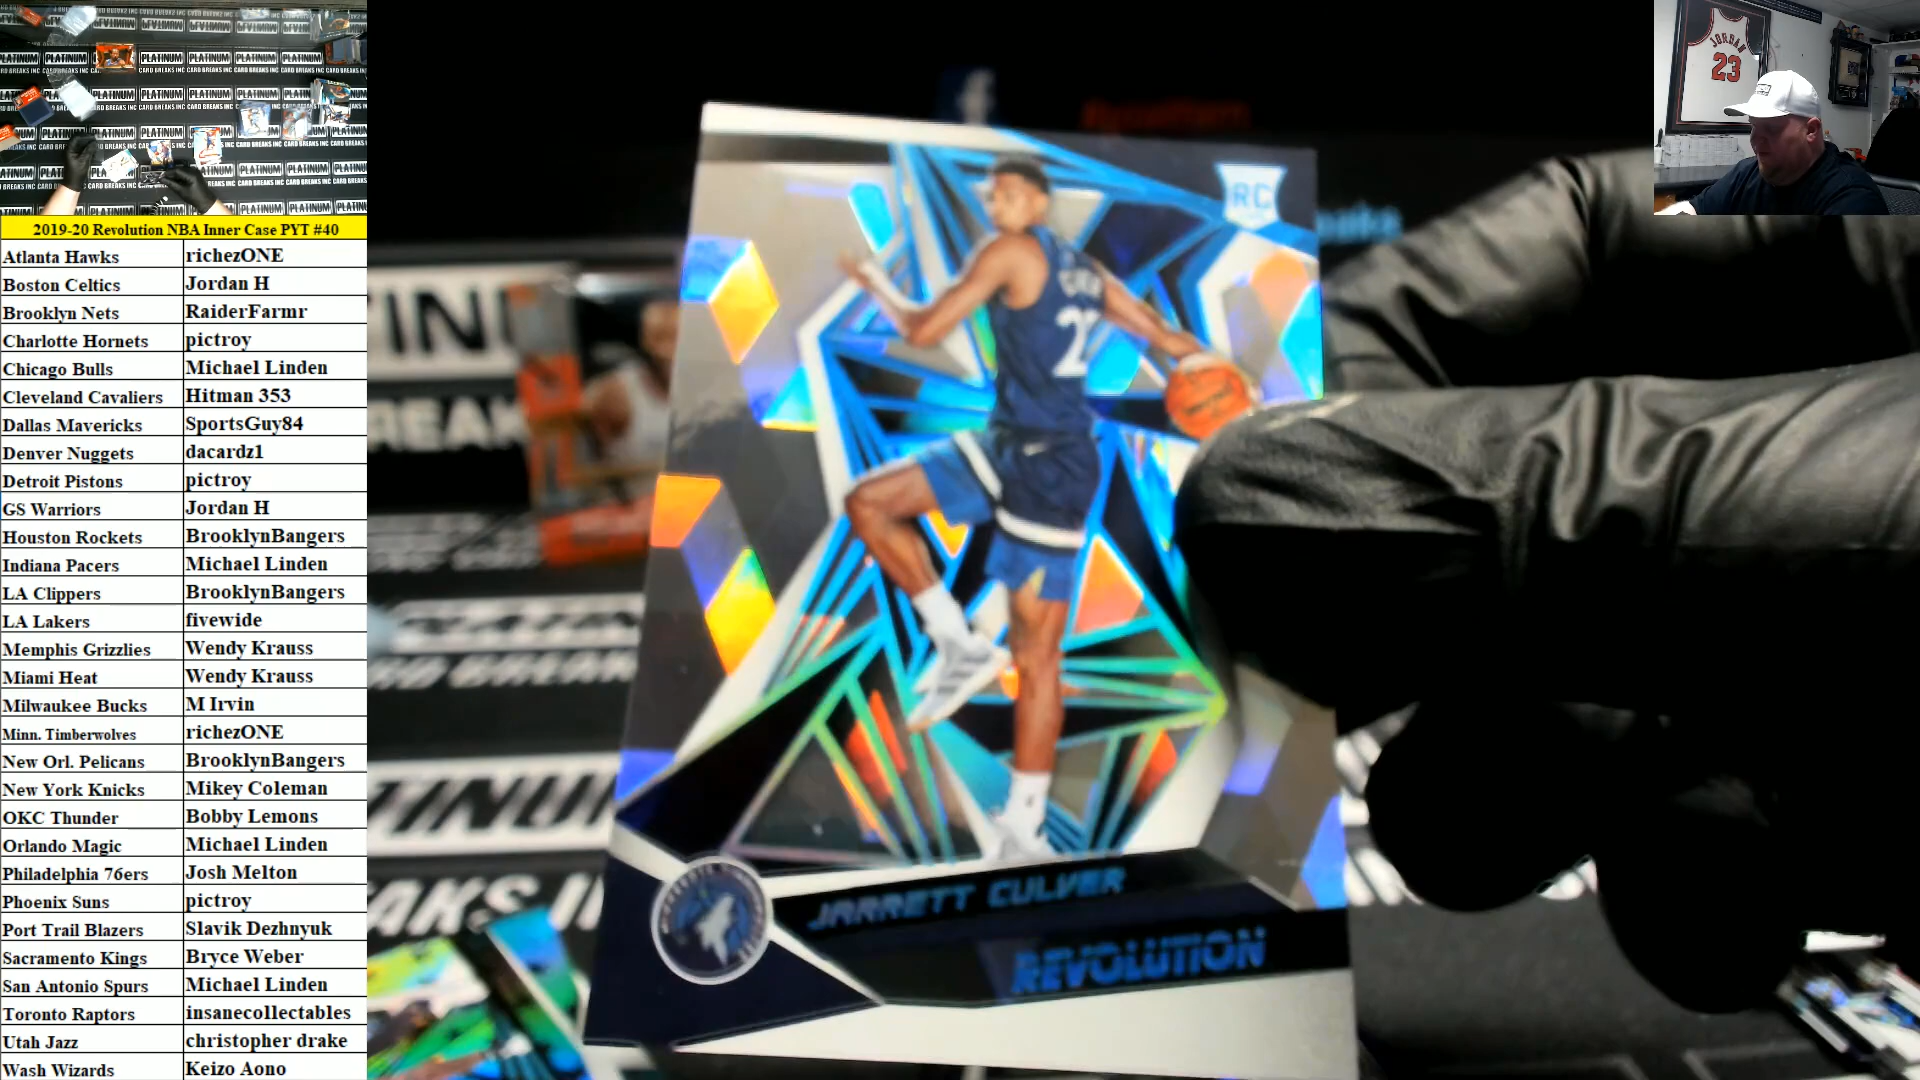 2019-20 Revolution NBA Inner Case PYT #40
Atlanta Hawks richezONE
Boston Celtics Jordan H
Brooklyn Nets RaiderFarmr
Charlotte Hornets pictroy
Chicago Bulls Michael Linden
Cleveland Cavaliers Hitman 353
Dallas Mavericks SportsGuy84
Denver Nuggets dacardz1
Detroit Pistons pictroy
GS Warriors Jordan H
Houston Rockets BrooklynBangers
Indiana Pacers Michael Linden
LA Clippers BrooklynBangers
LA Lakers fivewide
Memphis Grizzlies Wendy Krauss
Miami Heat Wendy Krauss
Milwaukee Bucks M Irvin
Minn. Timberwolves richezONE
New Orl. Pelicans BrooklynBangers
New York Knicks Mikey Coleman
OKC Thunder Bobby Lemons
Orlando Magic Michael Linden
Philadelphia 76ers Josh Melton
Phoenix Suns pictroy
Port Trail Blazers Slavik Dezhnyuk
Sacramento Kings Bryce Weber
San Antonio Spurs Michael Linden
Toronto Raptors insanecollectables
Utah Jazz christopher drake
Wash Wizards Keizo Aono
RC
JARRETT CULVER
REVOLUTION
JORDAN
23
PLATINUM
CARD BREAKS INC